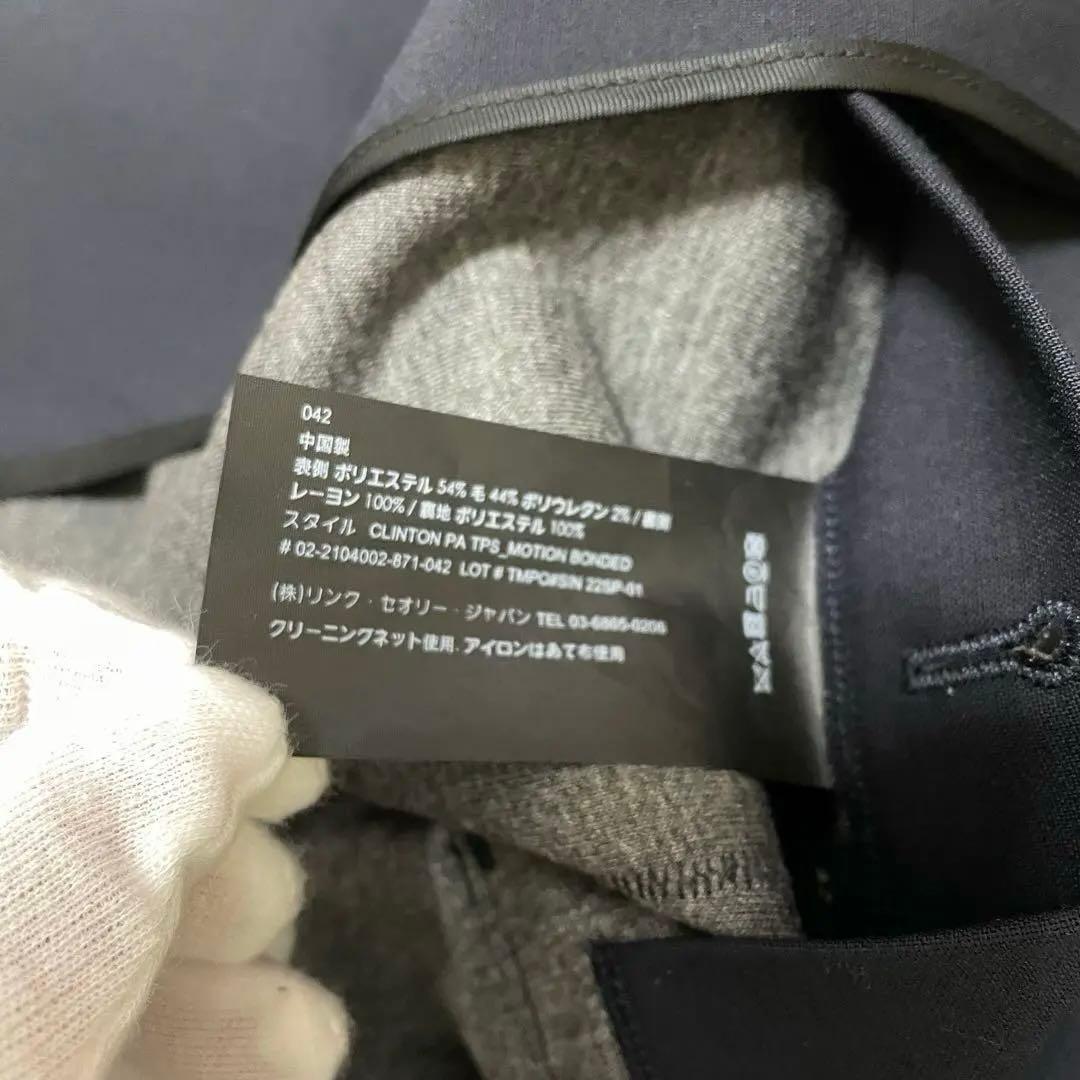 042
中国製
表側 ポリエステル 54% 毛 44% ポリウレタン 2% / 裏側
レーヨン 100% / 裏地 ポリエステル 100%
スタイル CLINTON PA TPS_MOTION BONDED
# 02-2104002-871-042 LOT # TMPO#SIN 22SP-01
(株)リンク・セオリー・ジャパン TEL 03-6865-0206
クリーニングネット使用. アイロンはあて布使用